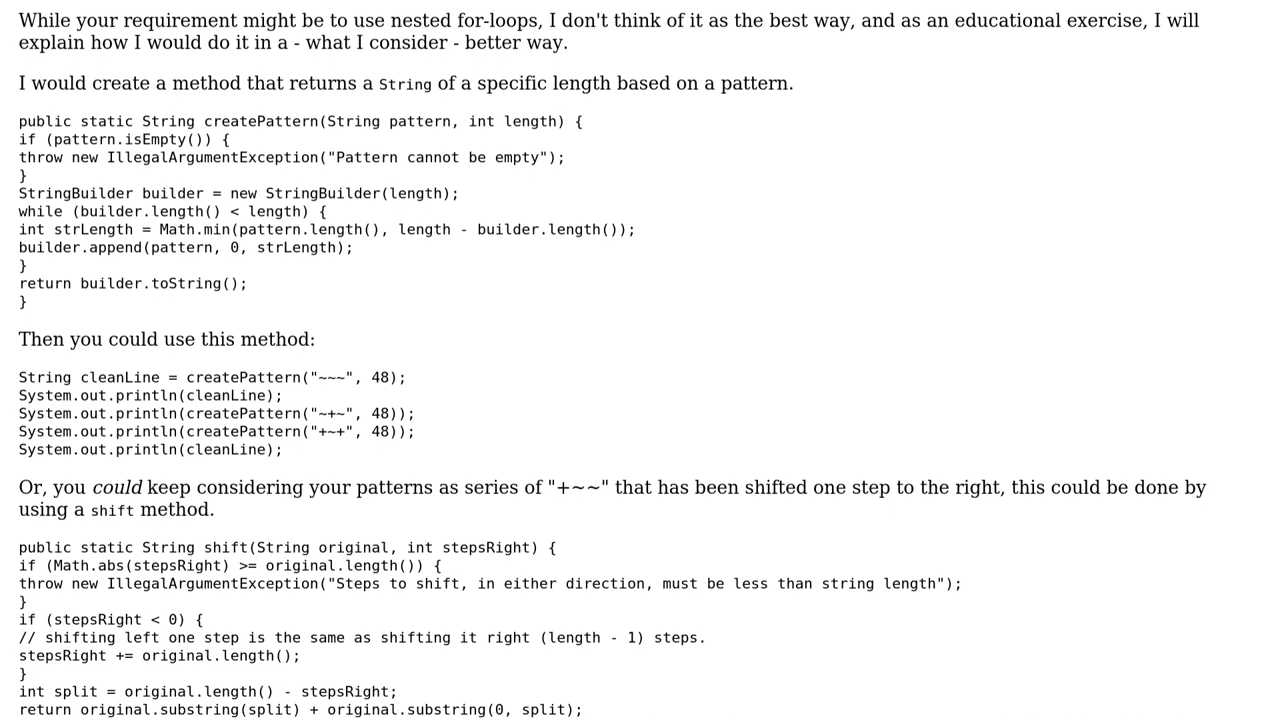 While your requirement might be to use nested for-loops, I don't think of it as the best way, and as an educational exercise, I will
explain how I would do it in a - what I consider - better way.
I would create a method that returns a String of a specific length based on a pattern.
public static String createPattern(String pattern, int length) {
if (pattern.isEmpty()) {
throw new IllegalArgumentException("Pattern cannot be empty");
}
StringBuilder builder = new StringBuilder(length);
while (builder.length() < length) {
int strLength = Math.min(pattern.length(), length - builder.length());
builder.append(pattern, 0, strLength);
}
return builder.toString();
}
Then you could use this method:
String cleanLine = createPattern("~~~", 48);
System.out.println(cleanLine);
System.out.println(createPattern("~+~", 48));
System.out.println(createPattern("+~+", 48));
System.out.println(cleanLine);
Or, you could keep considering your patterns as series of "+~~" that has been shifted one step to the right, this could be done by
using a shift method.
public static String shift(String original, int stepsRight) {
if (Math.abs(stepsRight) >= original.length()) {
throw new IllegalArgumentException("Steps to shift, in either direction, must be less than string length");
}
if (stepsRight < 0) {
// shifting left one step is the same as shifting it right (length - 1) steps.
stepsRight += original.length();
}
int split = original.length() - stepsRight;
return original.substring(split) + original.substring(0, split);